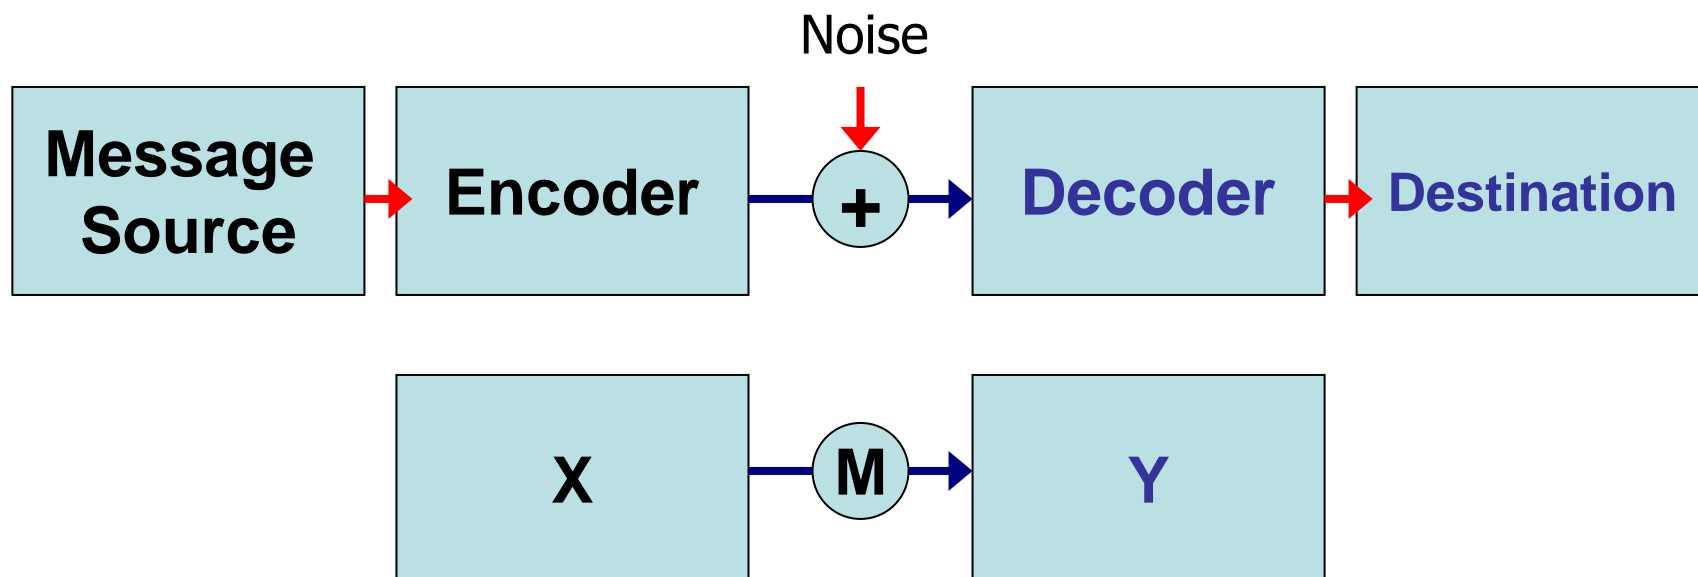 Noise
Message
Source
Encoder
+
Decoder
Destination
X
M
Y